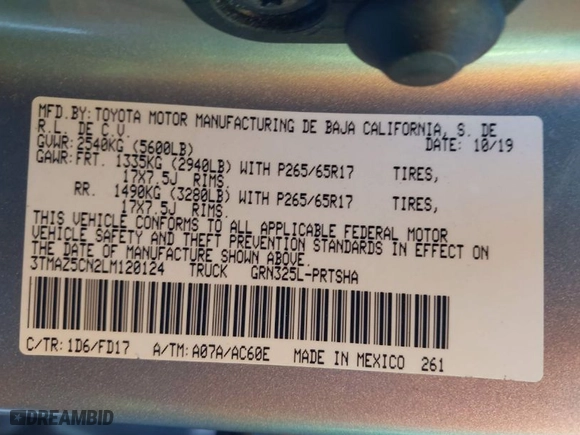 MFD.BY: TOYOTA MOTOR MANUFACTURING DE BAJA CALIFORNIA, S. DE
R.L. DE C.V. DATE: 10/19
GVWR: 2540KG (5600LB)
GAWR: FRT. 1335KG (2940LB) WITH P265/65R17 TIRES,
17X7.5J RIMS.
RR. 1490KG (3280LB) WITH P265/65R17 TIRES,
17X7.5J RIMS.
THIS VEHICLE CONFORMS TO ALL APPLICABLE FEDERAL MOTOR
VEHICLE SAFETY AND THEFT PREVENTION STANDARDS IN EFFECT ON
THE DATE OF MANUFACTURE SHOWN ABOVE.
3TMAZ5CN2LM120124 TRUCK GRN325L-PRTSHA
C/TR: 1D6/FD17 A/TM: A07A/AC60E MADE IN MEXICO 261
DREAMBID